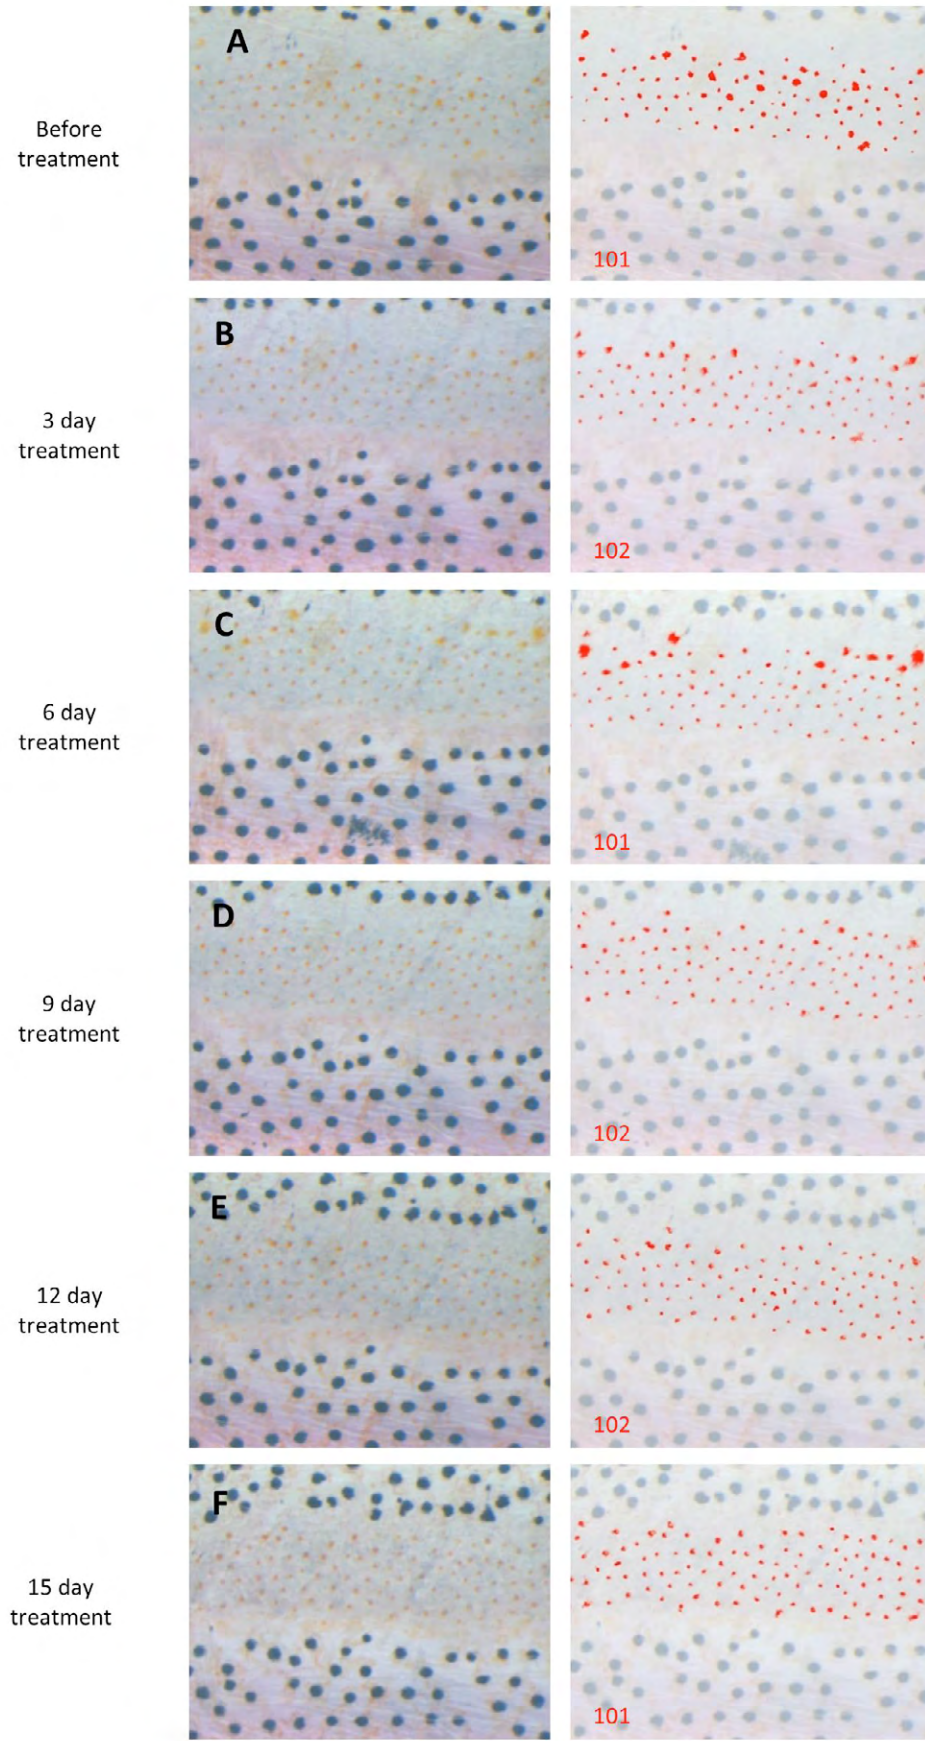 A
Before
treatment
101
B
3 day
treatment
102
C
6 day
treatment
101
D
9 day
treatment
102
E
12 day
treatment
102
F
15 day
treatment
101